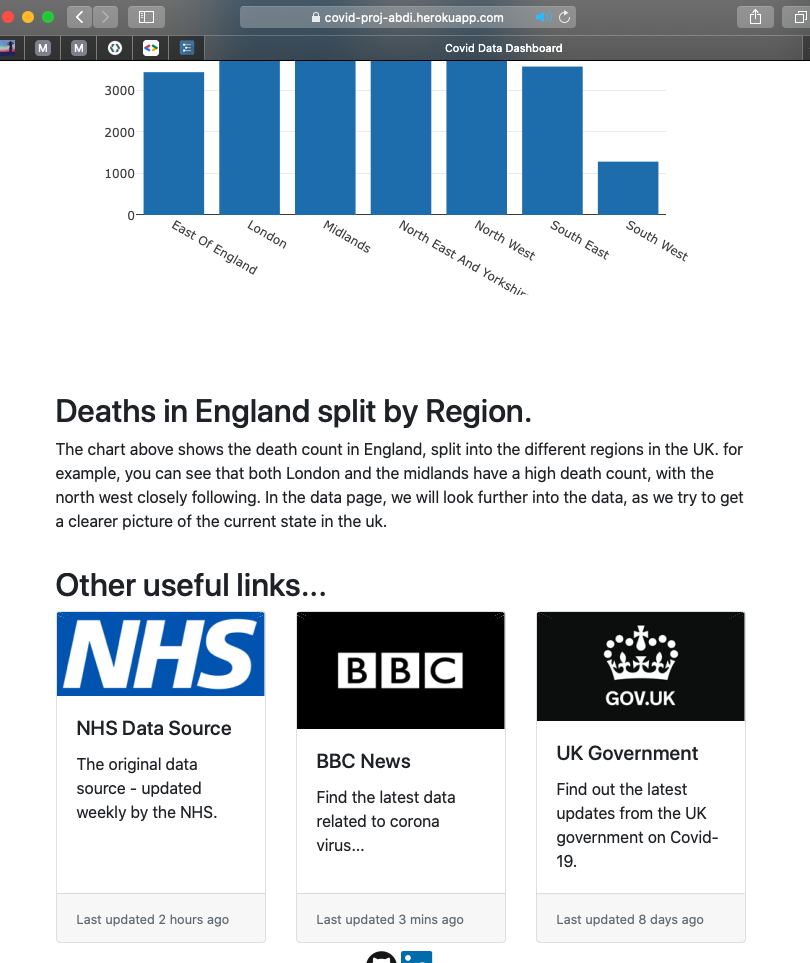 covid-proj-abdi.herokuapp.com
M
M
Covid Data Dashboard
3000
2000
1000
0
East Of England
London
Midlands
North East And Yorkshir
North West
South East
South West
Deaths in England split by Region.
The chart above shows the death count in England, split into the different regions in the UK. for
example, you can see that both London and the midlands have a high death count, with the
north west closely following. In the data page, we will look further into the data, as we try to get
a clearer picture of the current state in the uk.
Other useful links...
NHS
NHS Data Source
The original data
source - updated
weekly by the NHS.
Last updated 2 hours ago
BBC
BBC News
Find the latest data
related to corona
virus...
Last updated 3 mins ago
GOV.UK
UK Government
Find out the latest
updates from the UK
government on Covid-
19.
Last updated 8 days ago